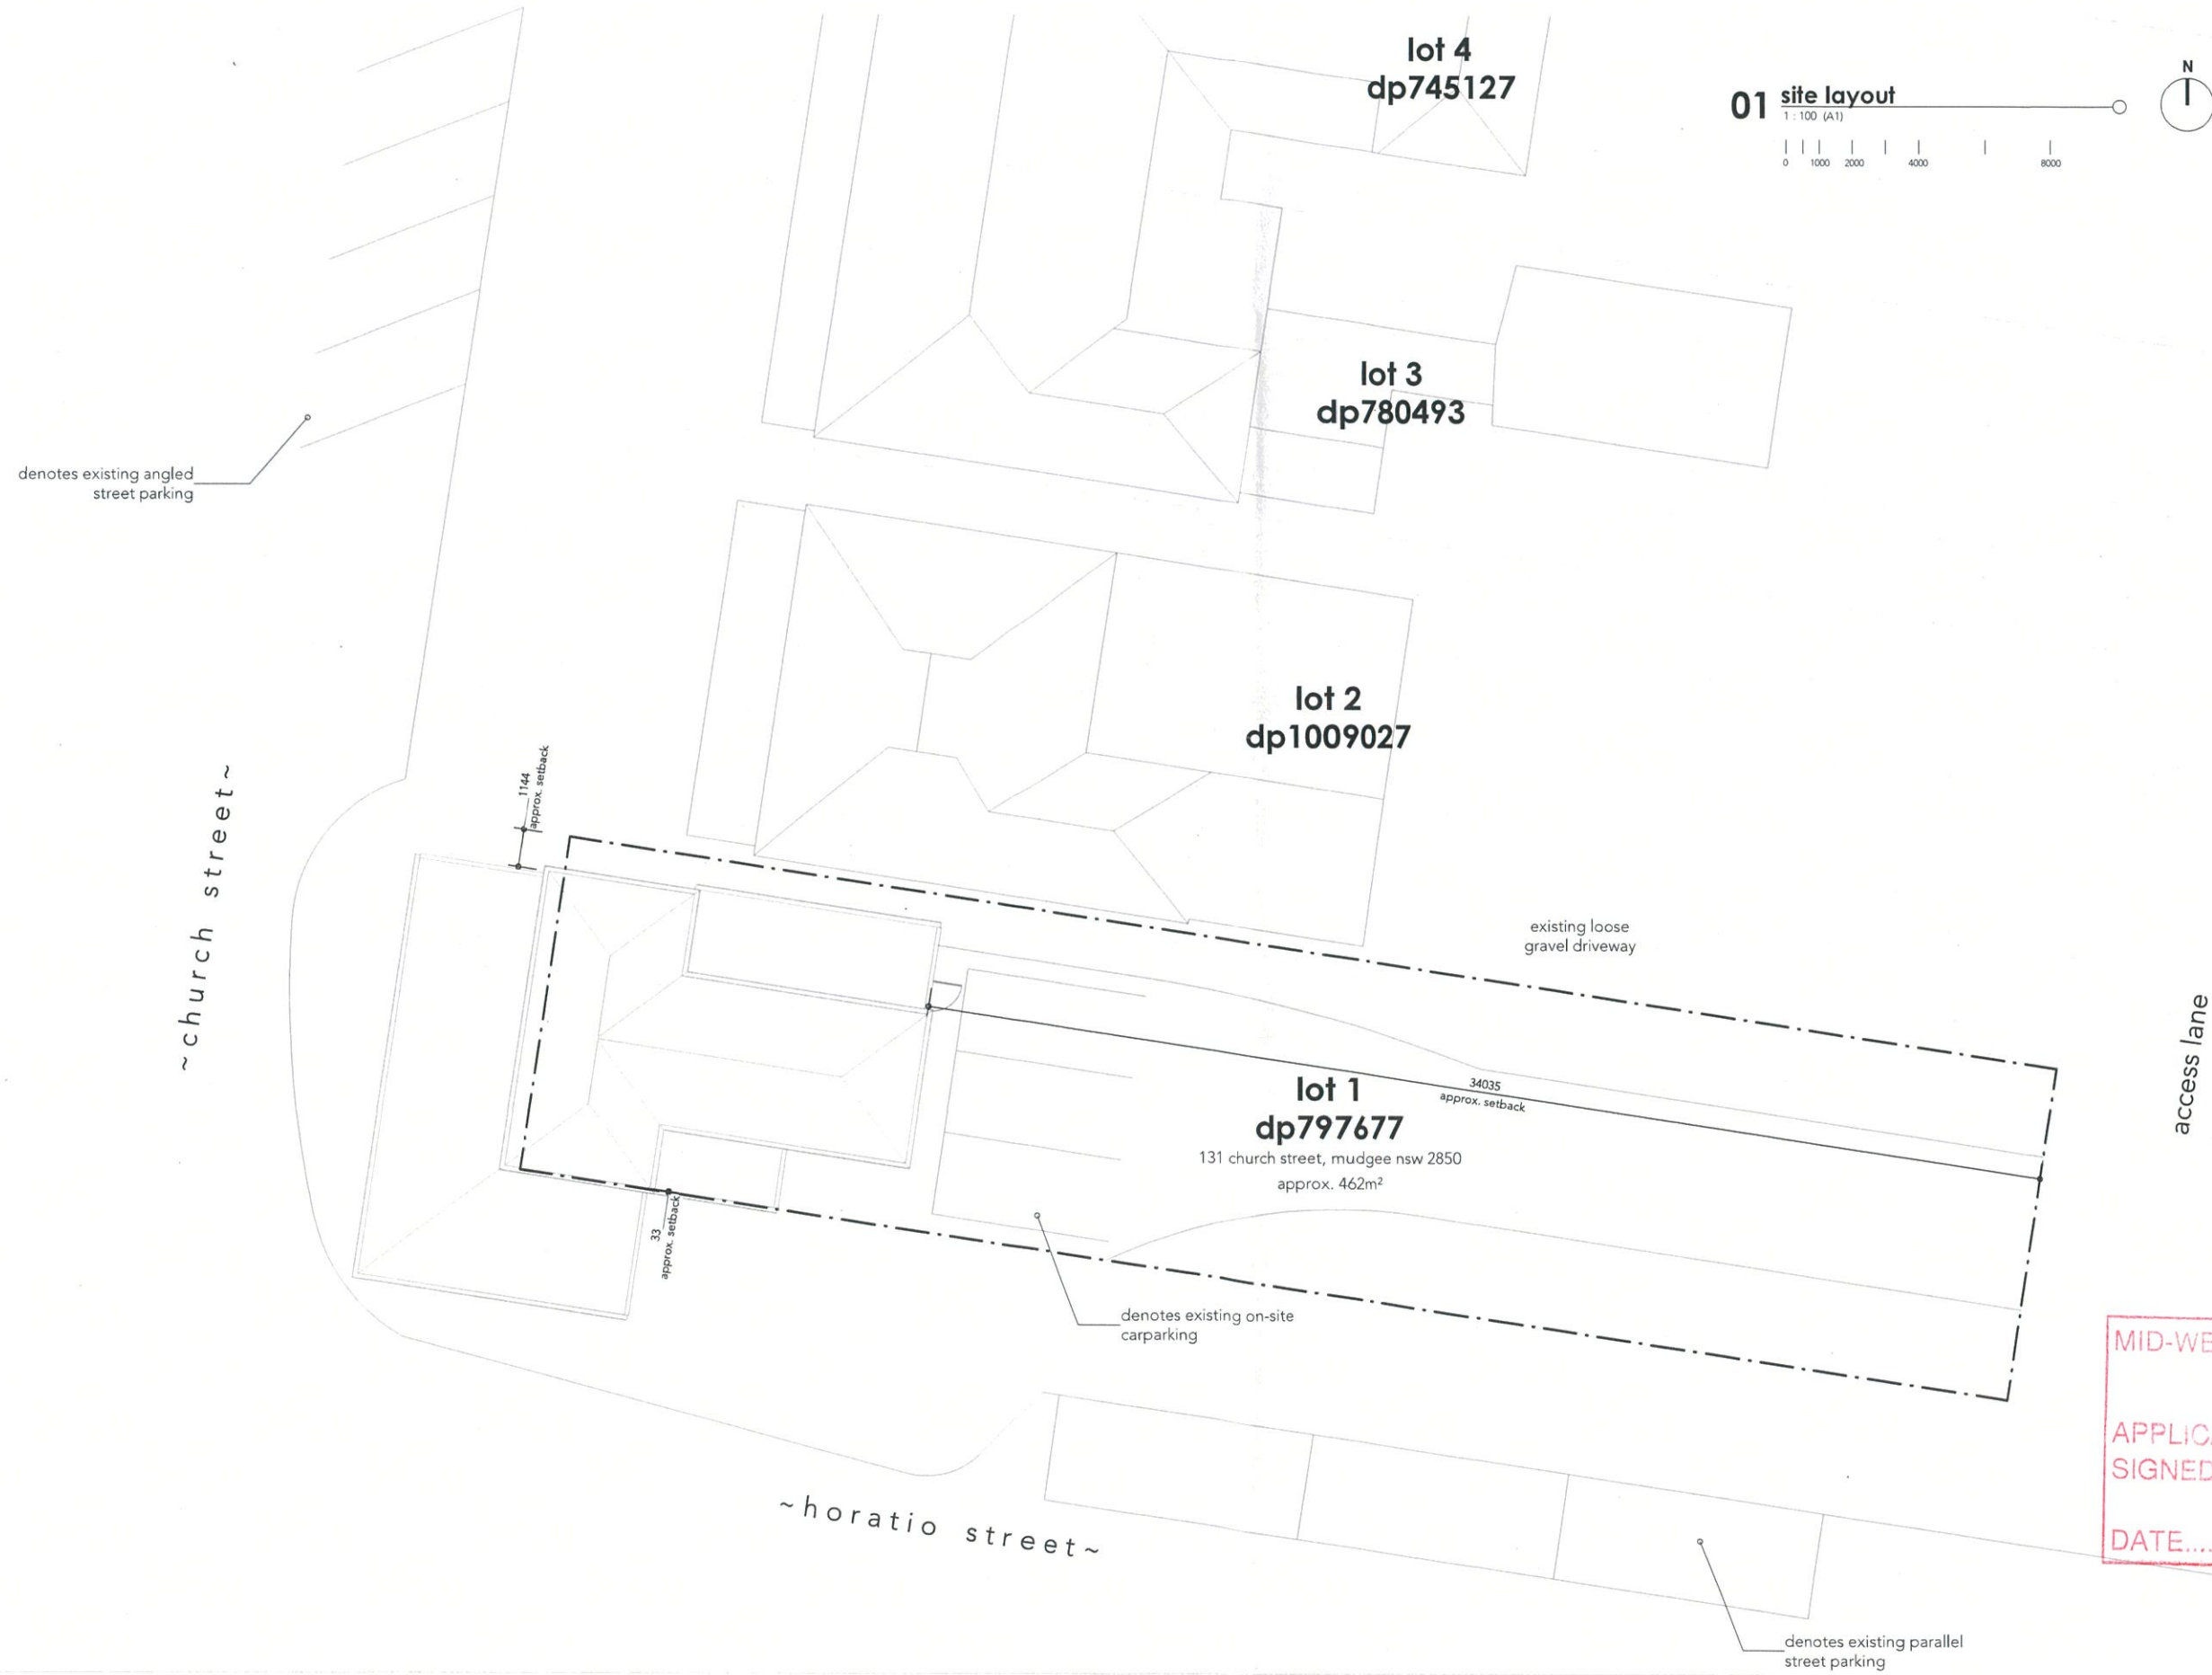 lot 4
dp745127
01 site layout
1 : 100 (A1)
0 1000 2000 4000 8000
N
lot 3
dp780493
denotes existing angled
street parking
lot 2
dp1009027
1144
approx. setback
~church street~
existing loose
gravel driveway
access lane
34035
approx. setback
lot 1
dp797677
131 church street, mudgee nsw 2850
approx. 462m²
33
approx. setback
denotes existing on-site
carparking
MID-WE
APPLICA
SIGNED
DATE....
~horatio street~
denotes existing parallel
street parking